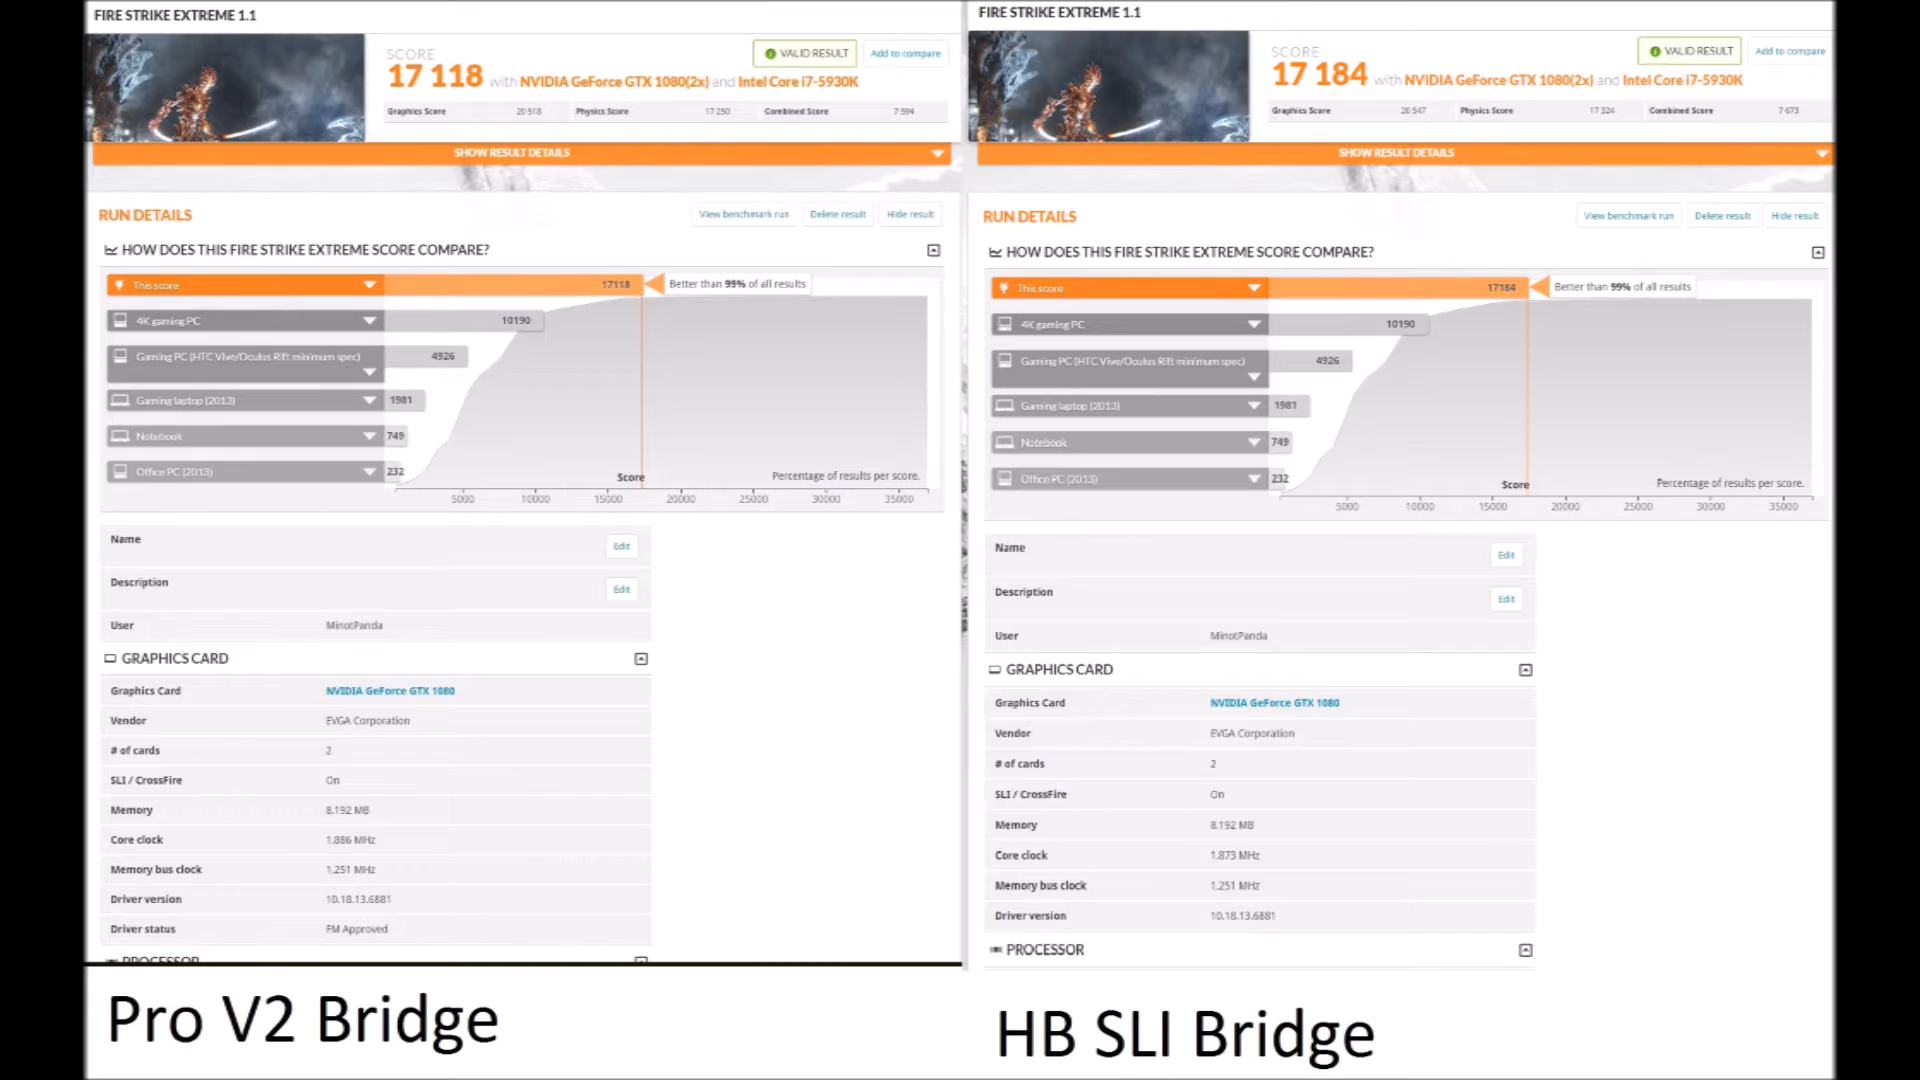 FIRE STRIKE EXTREME 1.1
SCORE
17 118 with NVIDIA GeForce GTX 1080(2x) and Intel Core i7-5930K
VALID RESULT
Add to compare
Graphics Score 20 518 Physics Score 17 250 Combined Score 7 594
SHOW RESULT DETAILS
RUN DETAILS
View benchmark run Delete result Hide result
HOW DOES THIS FIRE STRIKE EXTREME SCORE COMPARE?
This score 17118 Better than 99% of all results
4K gaming PC 10190
Gaming PC (HTC Vive/Oculus Rift minimum spec) 4926
Gaming laptop (2013) 1981
Notebook 749
Office PC (2013) 232
Score
Percentage of results per score.
5000 10000 15000 20000 25000 30000 35000
Name Edit
Description Edit
User MinotPanda
GRAPHICS CARD
Graphics Card NVIDIA GeForce GTX 1080
Vendor EVGA Corporation
# of cards 2
SLI / CrossFire On
Memory 8,192 MB
Core clock 1,886 MHz
Memory bus clock 1,251 MHz
Driver version 10.18.13.6881
Driver status FM Approved
PROCESSOR
Pro V2 Bridge
FIRE STRIKE EXTREME 1.1
SCORE
17 184 with NVIDIA GeForce GTX 1080(2x) and Intel Core i7-5930K
VALID RESULT
Add to compare
Graphics Score 20 547 Physics Score 17 324 Combined Score 7 673
SHOW RESULT DETAILS
RUN DETAILS
View benchmark run Delete result Hide result
HOW DOES THIS FIRE STRIKE EXTREME SCORE COMPARE?
This score 17184 Better than 99% of all results
4K gaming PC 10190
Gaming PC (HTC Vive/Oculus Rift minimum spec) 4926
Gaming laptop (2013) 1981
Notebook 749
Office PC (2013) 232
Score
Percentage of results per score.
5000 10000 15000 20000 25000 30000 35000
Name Edit
Description Edit
User MinotPanda
GRAPHICS CARD
Graphics Card NVIDIA GeForce GTX 1080
Vendor EVGA Corporation
# of cards 2
SLI / CrossFire On
Memory 8,192 MB
Core clock 1,873 MHz
Memory bus clock 1,251 MHz
Driver version 10.18.13.6881
PROCESSOR
HB SLI Bridge